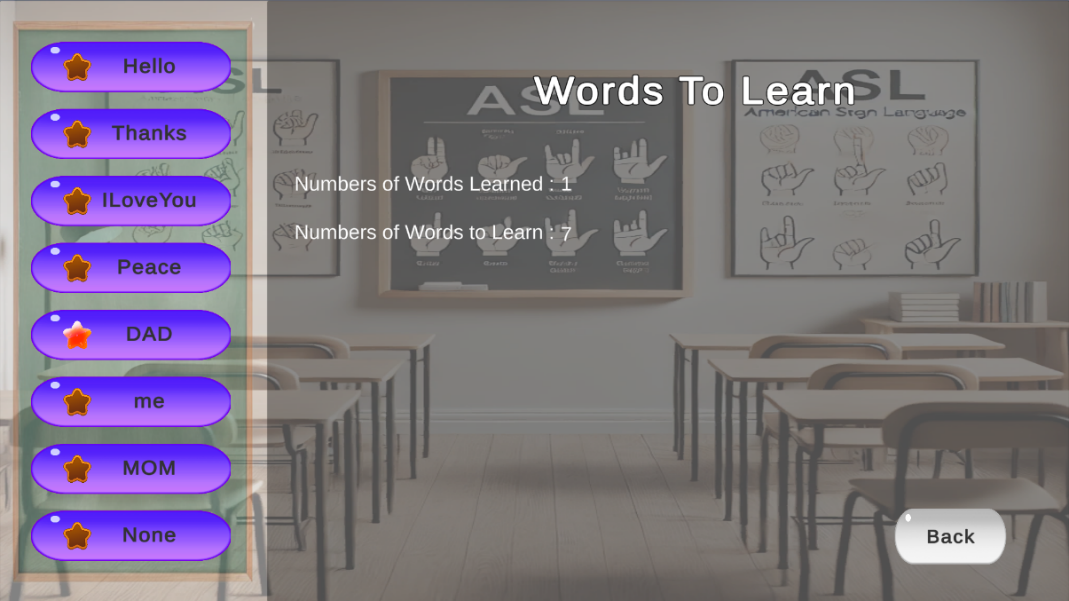 Hello
Thanks
ILoveYou
Peace
DAD
me
MOM
None
Words To Learn
Numbers of Words Learned : 1
Numbers of Words to Learn : 7
ASL
ASL
American Sign Language
SL
Back